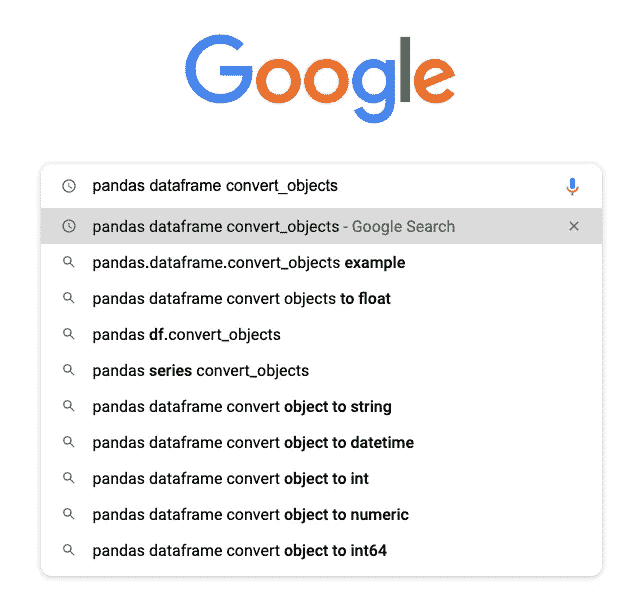 Google
pandas dataframe convert_objects
pandas dataframe convert_objects - Google Search
pandas.dataframe.convert_objects example
pandas dataframe convert objects to float
pandas df.convert_objects
pandas series convert_objects
pandas dataframe convert object to string
pandas dataframe convert object to datetime
pandas dataframe convert object to int
pandas dataframe convert object to numeric
pandas dataframe convert object to int64